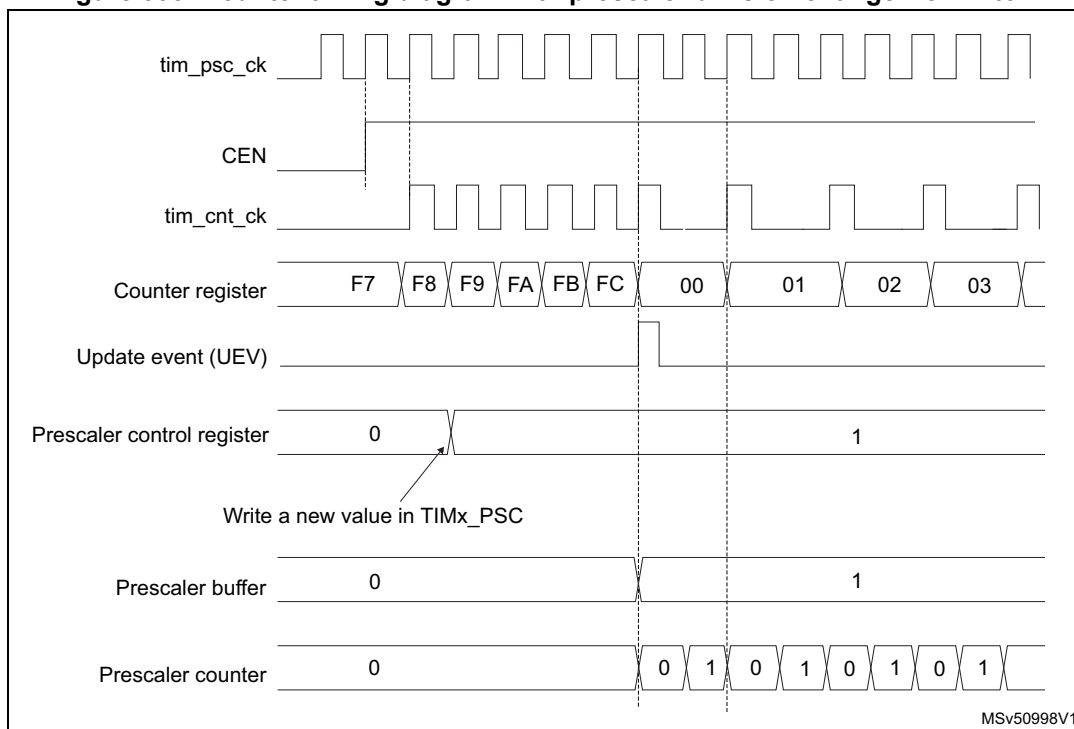 tim_psc_ck
CEN
tim_cnt_ck
Counter register F7 F8 F9 FA FB FC 00 01 02 03
Update event (UEV)
Prescaler control register 0 1
Write a new value in TIMx_PSC
Prescaler buffer 0 1
Prescaler counter 0 0 1 0 1 0 1 0 1
MSv50998V1